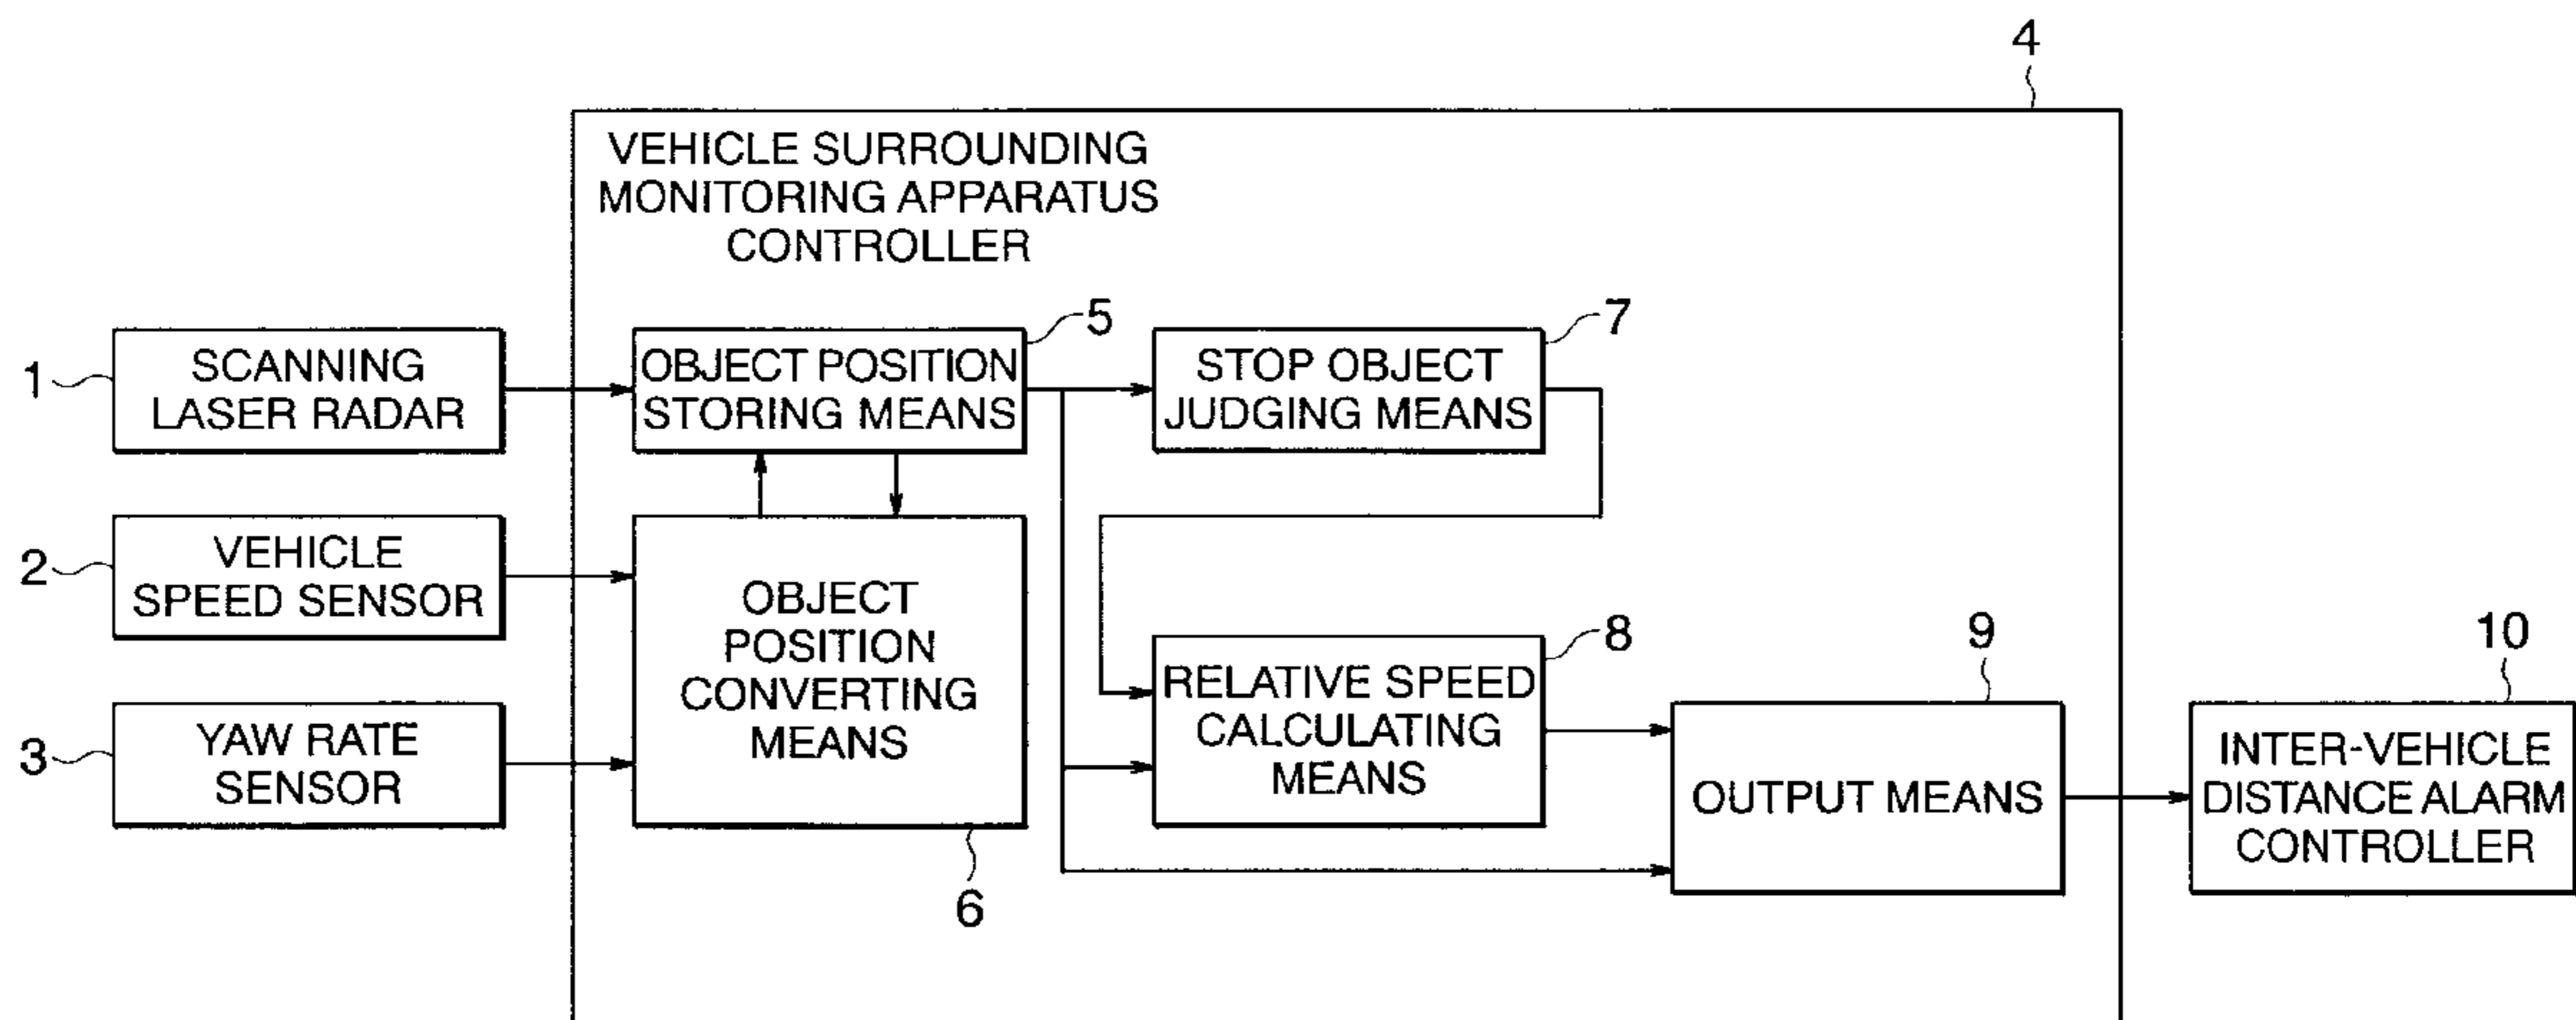 4
VEHICLE SURROUNDING
MONITORING APPARATUS
CONTROLLER
1
SCANNING
LASER RADAR
5
OBJECT POSITION
STORING MEANS
7
STOP OBJECT
JUDGING MEANS
2
VEHICLE
SPEED SENSOR
3
YAW RATE
SENSOR
OBJECT
POSITION
CONVERTING
MEANS
6
8
RELATIVE SPEED
CALCULATING
MEANS
9
OUTPUT MEANS
10
INTER-VEHICLE
DISTANCE ALARM
CONTROLLER